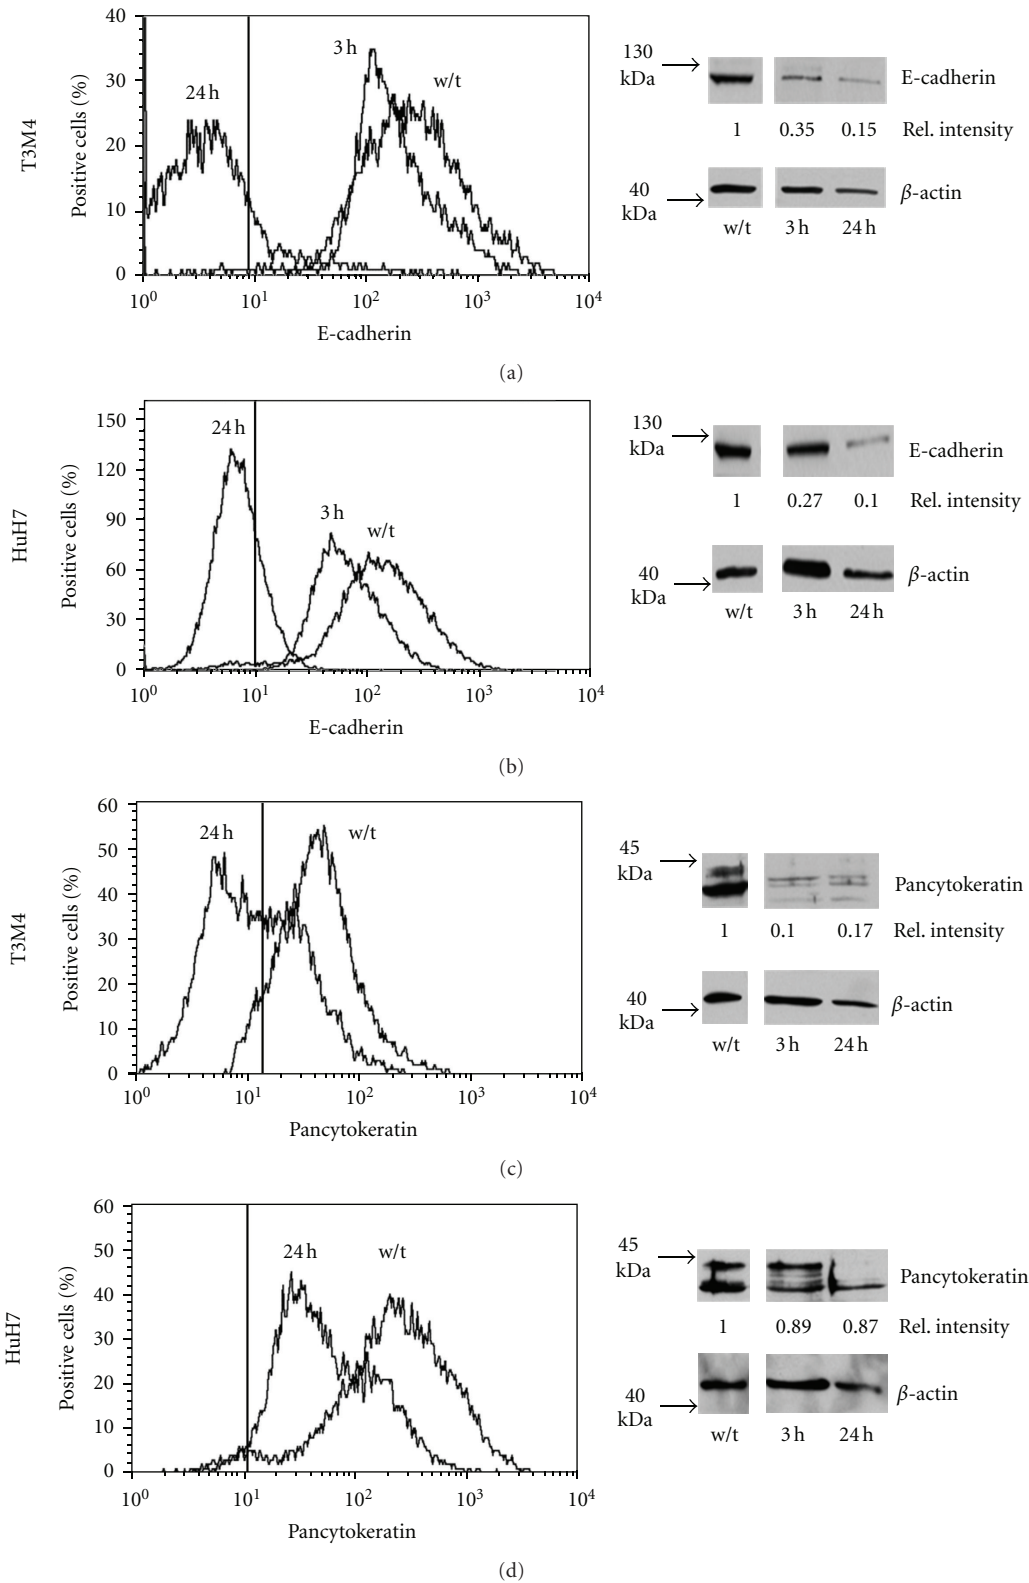 T3M4
Positive cells (%)
40
30
20
10
0
24 h
3 h
w/t
10⁰ 10¹ 10² 10³ 10⁴
E-cadherin
130
kDa
E-cadherin
1 0.35 0.15 Rel. intensity
40
kDa
β-actin
w/t 3 h 24 h
(a)
HuH7
Positive cells (%)
150
120
90
60
30
0
24 h
3 h
w/t
10⁰ 10¹ 10² 10³ 10⁴
E-cadherin
130
kDa
E-cadherin
1 0.27 0.1 Rel. intensity
40
kDa
β-actin
w/t 3 h 24 h
(b)
T3M4
Positive cells (%)
60
50
40
30
20
10
0
24 h
w/t
10⁰ 10¹ 10² 10³ 10⁴
Pancytokeratin
45
kDa
Pancytokeratin
1 0.1 0.17 Rel. intensity
40
kDa
β-actin
w/t 3 h 24 h
(c)
HuH7
Positive cells (%)
60
50
40
30
20
10
0
24 h
w/t
10⁰ 10¹ 10² 10³ 10⁴
Pancytokeratin
45
kDa
Pancytokeratin
1 0.89 0.87 Rel. intensity
40
kDa
β-actin
w/t 3 h 24 h
(d)